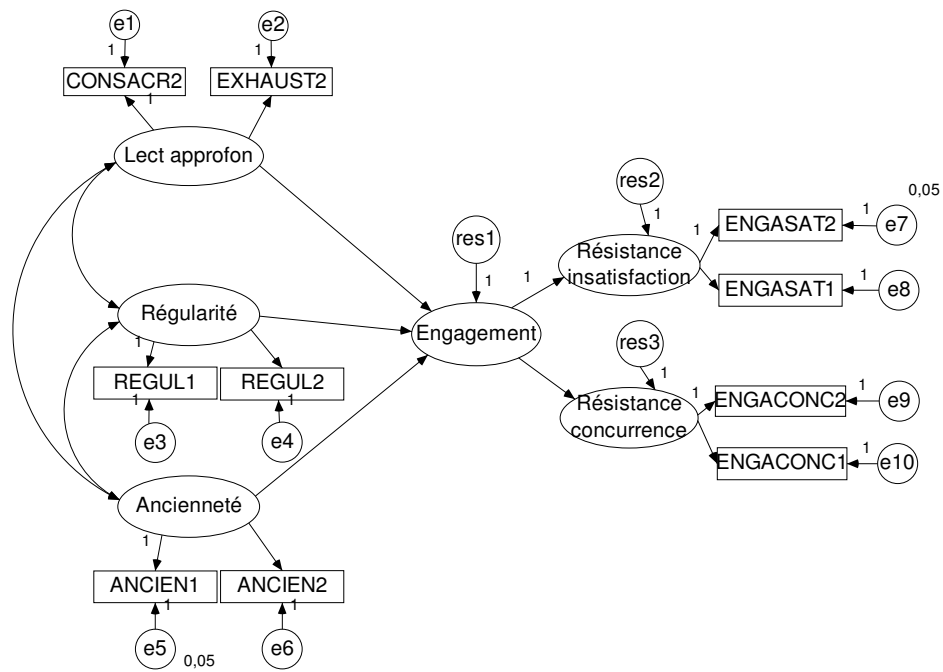 e1
e2
1
1
CONSACR2
EXHAUST2
1
Lect approfon
res2
0,05
1
ENGASAT2
1
e7
1
res1
Résistance
insatisfaction
1
1
ENGASAT1
1
e8
Régularité
Engagement
1
res3
REGUL1
REGUL2
1
1
1
ENGACONC2
1
e9
1
Résistance
concurrence
e3
e4
ENGACONC1
1
e10
Ancienneté
1
ANCIEN1
ANCIEN2
1
1
e5
0,05
e6